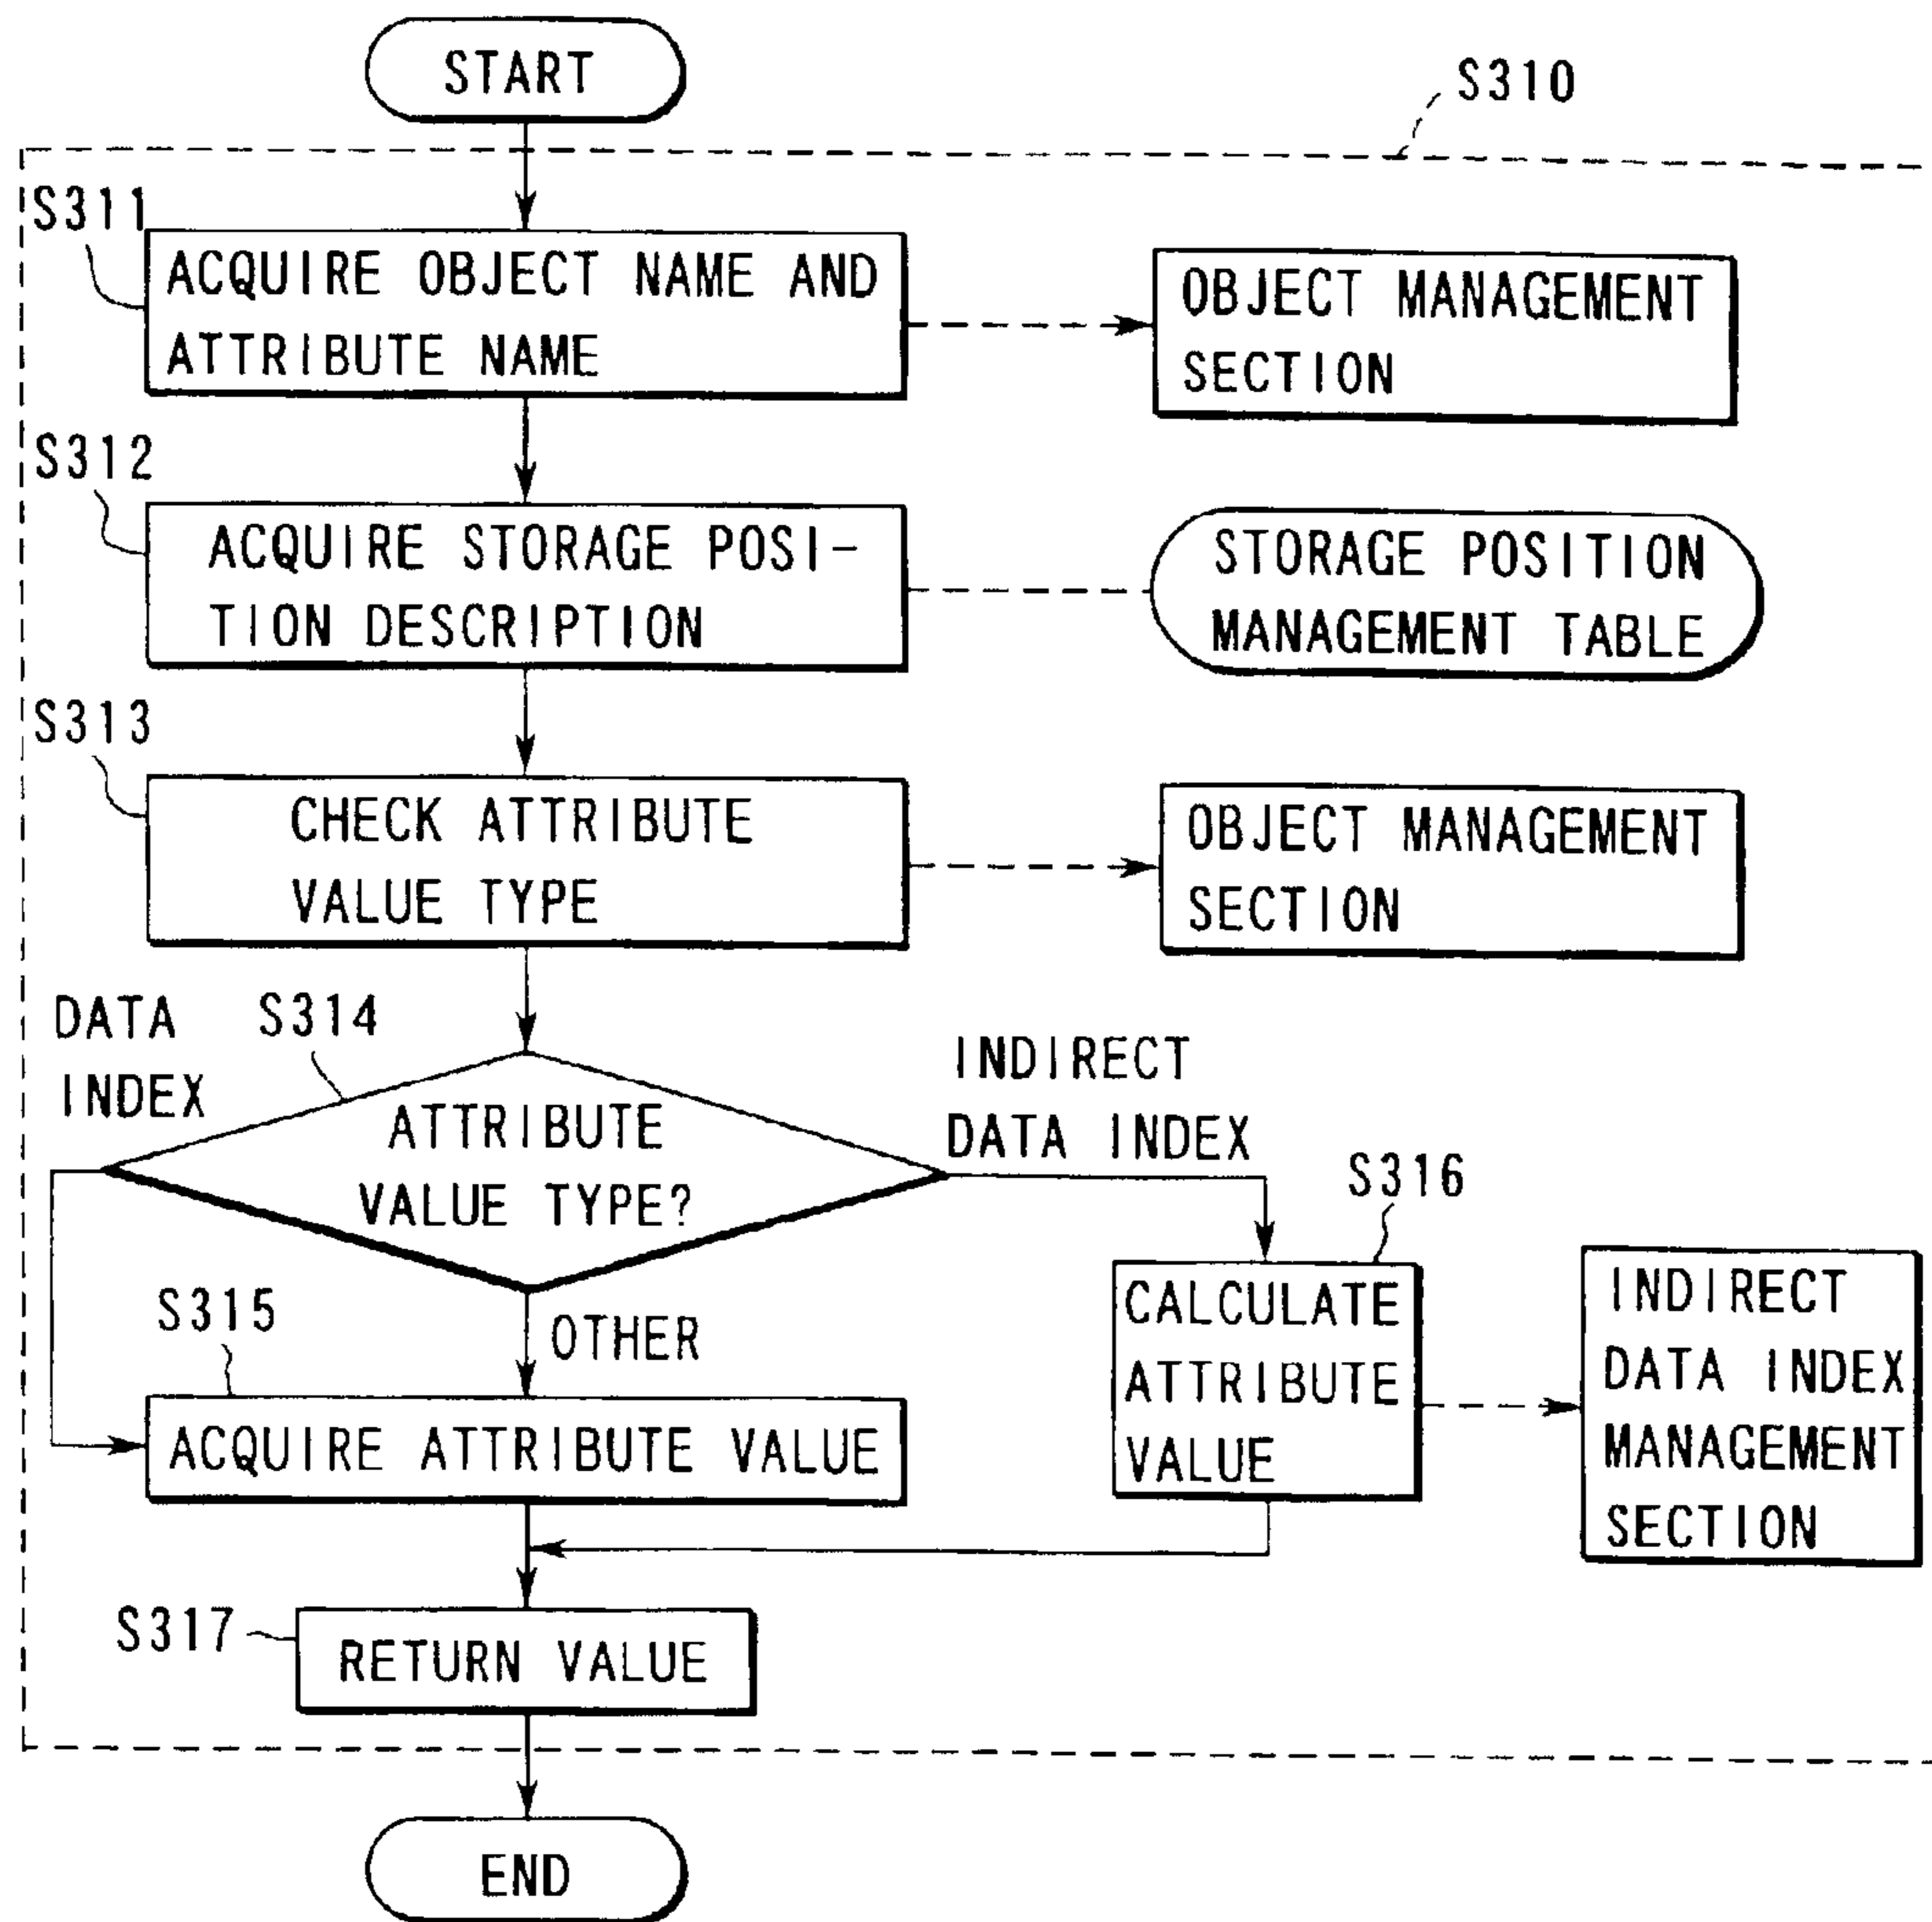 START
S310
S311
ACQUIRE OBJECT NAME AND
ATTRIBUTE NAME
OBJECT MANAGEMENT
SECTION
S312
ACQUIRE STORAGE POSI-
TION DESCRIPTION
STORAGE POSITION
MANAGEMENT TABLE
S313
CHECK ATTRIBUTE
VALUE TYPE
OBJECT MANAGEMENT
SECTION
DATA
INDEX
S314
ATTRIBUTE
VALUE TYPE?
INDIRECT
DATA INDEX
S316
CALCULATE
ATTRIBUTE
VALUE
INDIRECT
DATA INDEX
MANAGEMENT
SECTION
S315
OTHER
ACQUIRE ATTRIBUTE VALUE
S317
RETURN VALUE
END